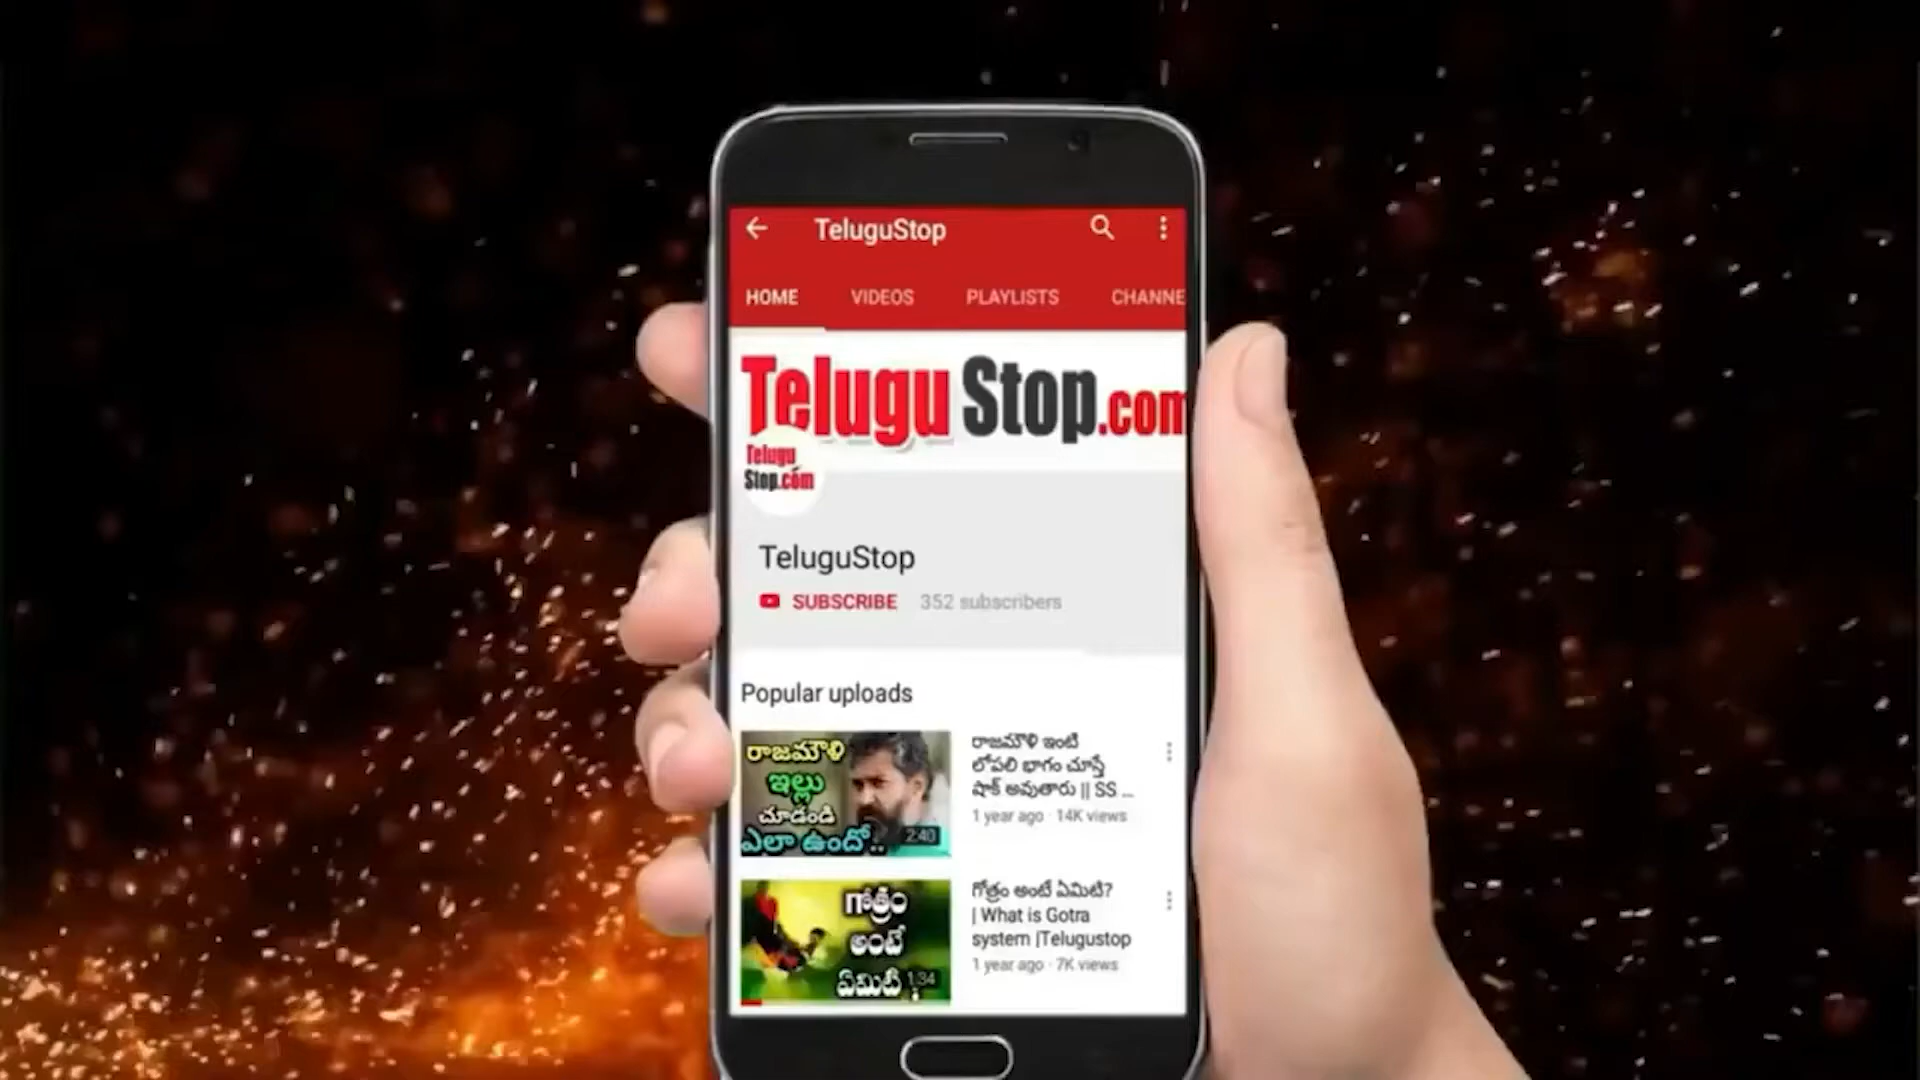 TeluguStop
HOME VIDEOS PLAYLISTS CHANNE
Telugu Stop.com
Telugu
Stop.com
TeluguStop
SUBSCRIBE 352 subscribers
Popular uploads
రాజమౌళి
ఇల్లు
చూడండి
ఎలా ఉందో..
2:40
రాజమౌళి ఇంటి
లోపలి భాగం చూస్తే
షాక్ అవుతారు || SS ...
1 year ago · 14K views
గోత్రం
అంటే
ఏమిటి
1:34
గోత్రం అంటే ఏమిటి?
| What is Gotra
system |Telugustop
1 year ago · 7K views